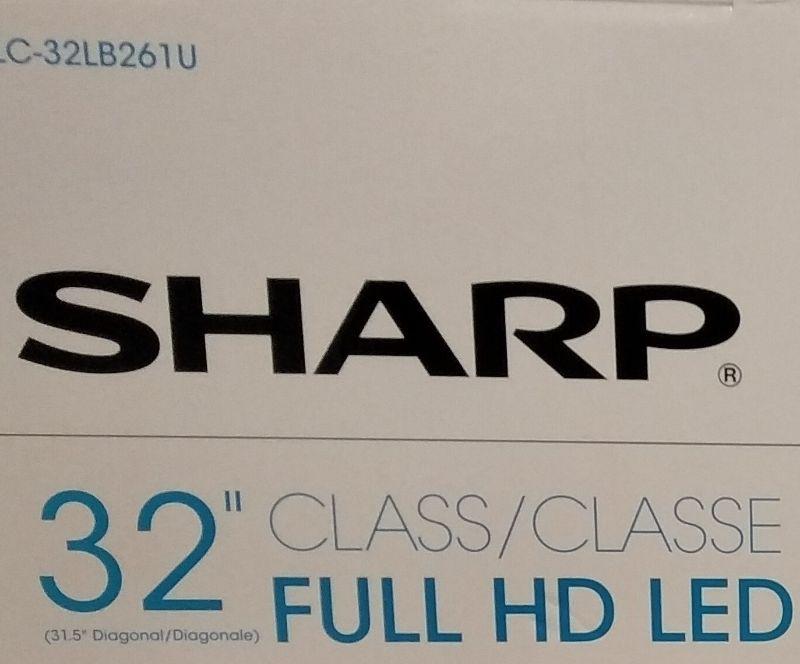 LC-32LB261U
SHARP®
32" CLASS/CLASSE
FULL HD LED
(31.5" Diagonal/Diagonale)